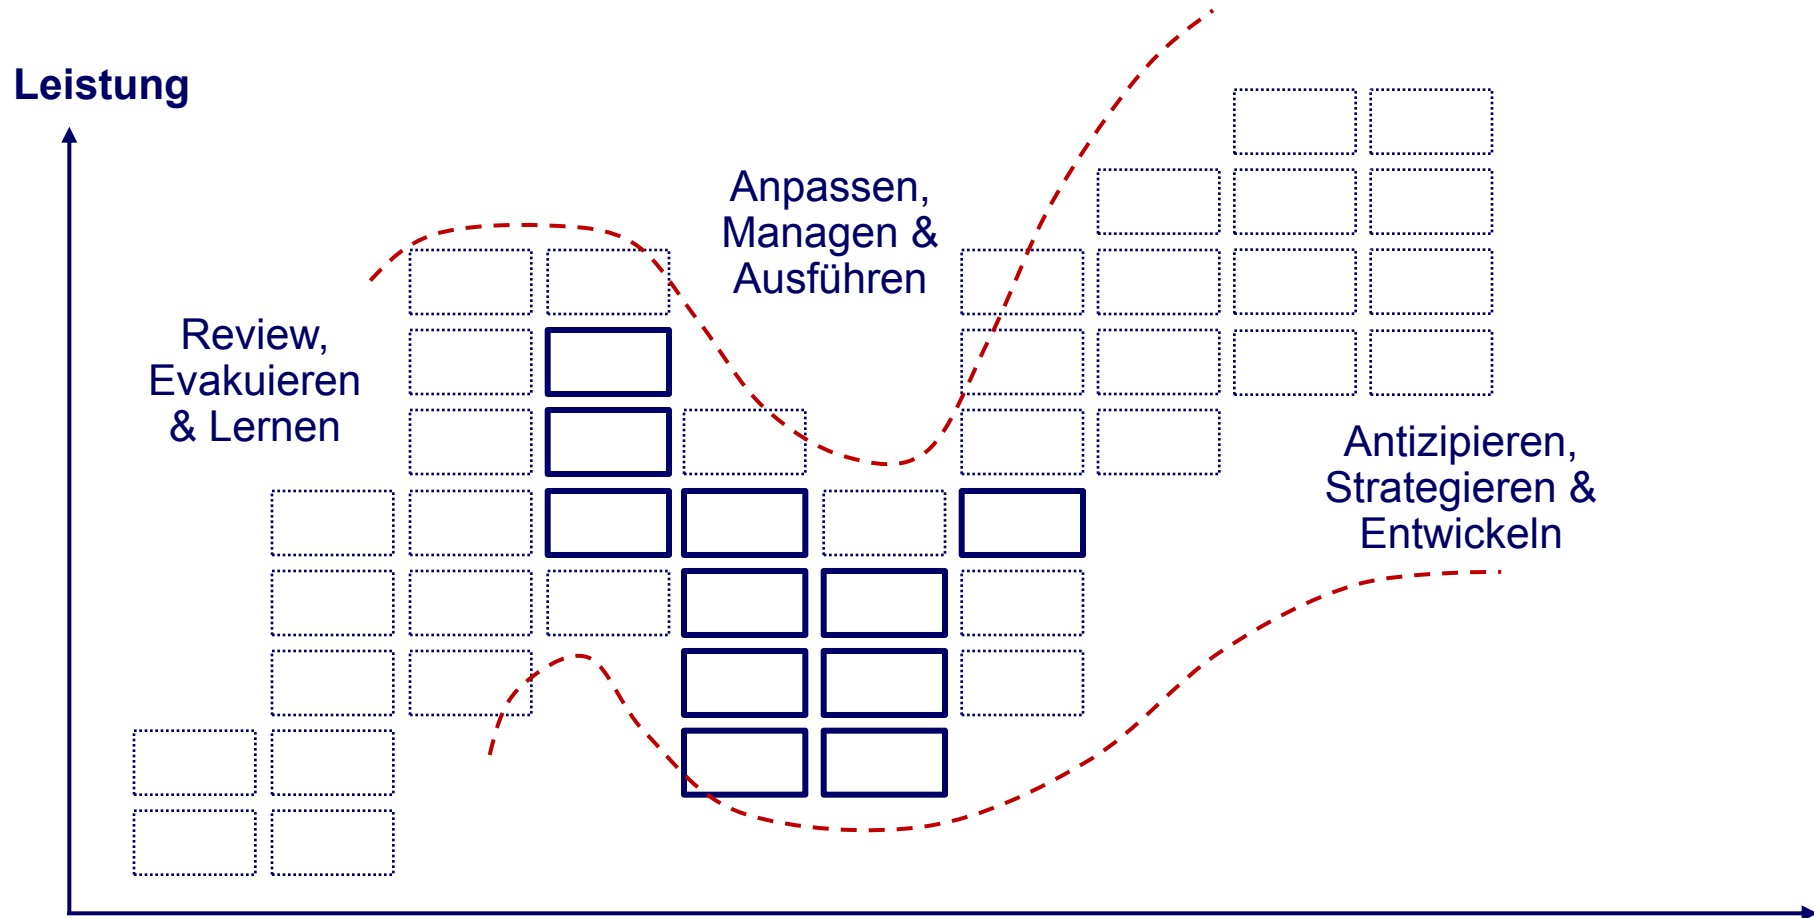 Leistung
Anpassen,
Managen &
Ausführen
Review,
Evakuieren
& Lernen
Antizipieren,
Strategieren &
Entwickeln